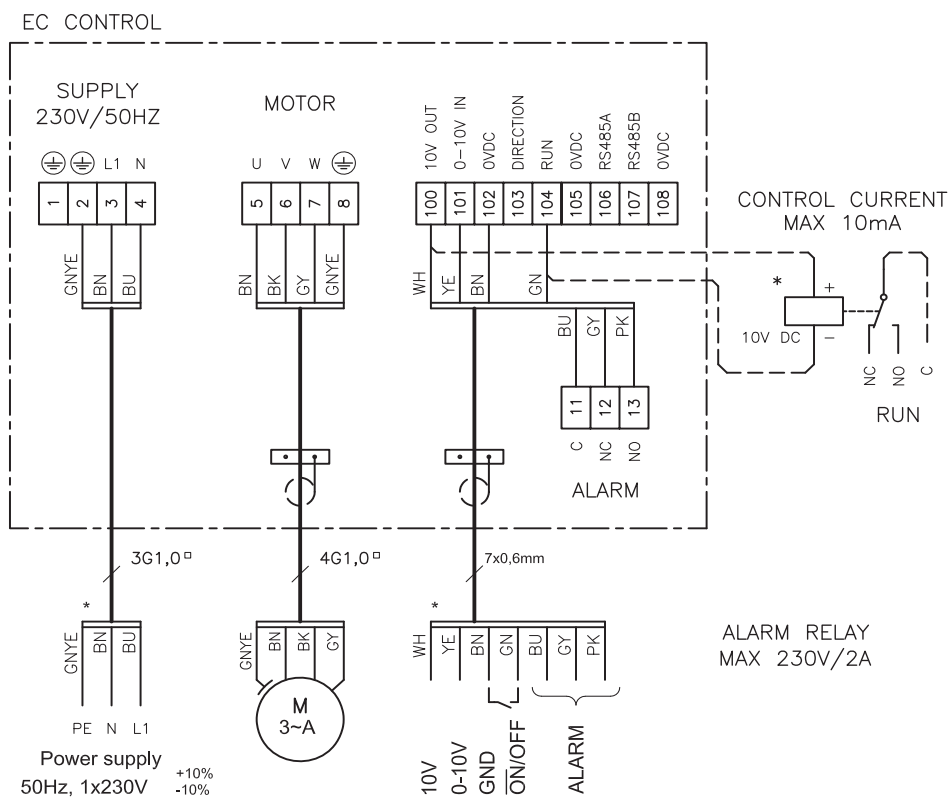 EC CONTROL
SUPPLY
230V/50HZ
MOTOR
10V OUT
0-10V IN
0VDC
DIRECTION
RUN
0VDC
RS485A
RS485B
0VDC
L1 N
U V W
1 2 3 4
5 6 7 8
100 101 102 103 104 105 106 107 108
CONTROL CURRENT
MAX 10mA
GNYE BN BU
BN BK GY GNYE
WH YE BN GN
* +
10V DC -
NC NO C
RUN
BU GY PK
11 12 13
C NC NO
ALARM
3G1,0
4G1,0
7x0,6mm
*
GNYE BN BU
GNYE BN BK GY
*
WH YE BN GN BU GY PK
ALARM RELAY
MAX 230V/2A
M
3~A
PE N L1
Power supply
50Hz, 1x230V +10%
-10%
10V
0-10V
GND
ON/OFF
ALARM